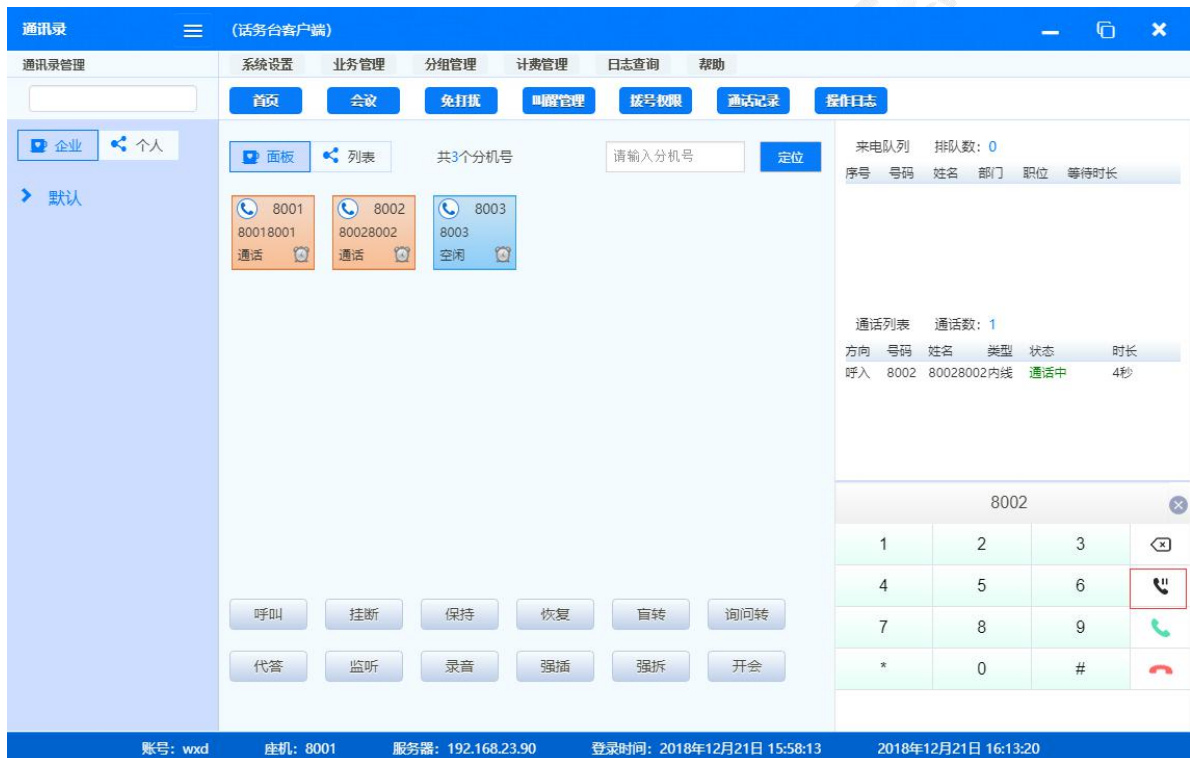 通讯录 (话务台客户端)
通讯录管理 系统设置 业务管理 分组管理 计费管理 日志查询 帮助
首页 会议 免打扰 叫醒管理 拨号权限 通话记录 操作日志
企业 个人
默认
面板 列表 共3个分机号 请输入分机号 定位
8001 8002 8003
80018001 80028002 8003
通话 通话 空闲
呼叫 挂断 保持 恢复 盲转 询问转
代答 监听 录音 强插 强拆 开会
来电队列 排队数: 0
序号 号码 姓名 部门 职位 等待时长
通话列表 通话数: 1
方向 号码 姓名 类型 状态 时长
呼入 8002 80028002内线 通话中 4秒
8002
1 2 3
4 5 6
7 8 9
* 0 #
账号: wxd 座机: 8001 服务器: 192.168.23.90 登录时间: 2018年12月21日 15:58:13 2018年12月21日 16:13:20